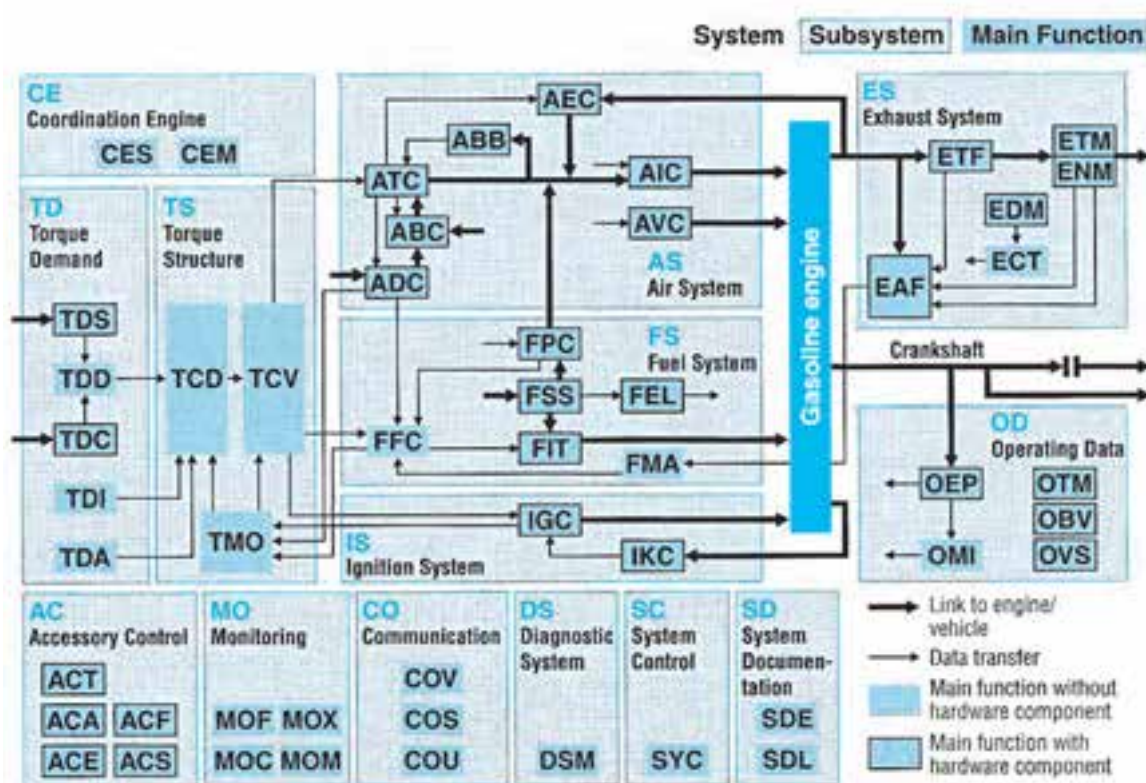 System Subsystem Main Function
CE
Coordination Engine
CES CEM
TD
Torque
Demand
TDS
TDD
TDC
TDI
TDA
TS
Torque
Structure
TCD TCV
TMO
AEC
ABB
ATC
AIC
ABC
AVC
ADC
AS
Air System
FPC
FS
Fuel System
FSS FEL
FFC FIT
FMA
IGC
IS
Ignition System
IKC
Gasoline engine
ES
Exhaust System
ETF
ETM
ENM
EDM
ECT
EAF
Crankshaft
OD
Operating Data
OEP OTM
OBV
OMI OVS
AC
Accessory Control
ACT
ACA ACF
ACE ACS
MO
Monitoring
MOF MOX
MOC MOM
CO
Communication
COV
COS
COU
DS
Diagnostic
System
DSM
SC
System
Control
SYC
SD
System
Documen-
tation
SDE
SDL
Link to engine/
vehicle
Data transfer
Main function without
hardware component
Main function with
hardware component